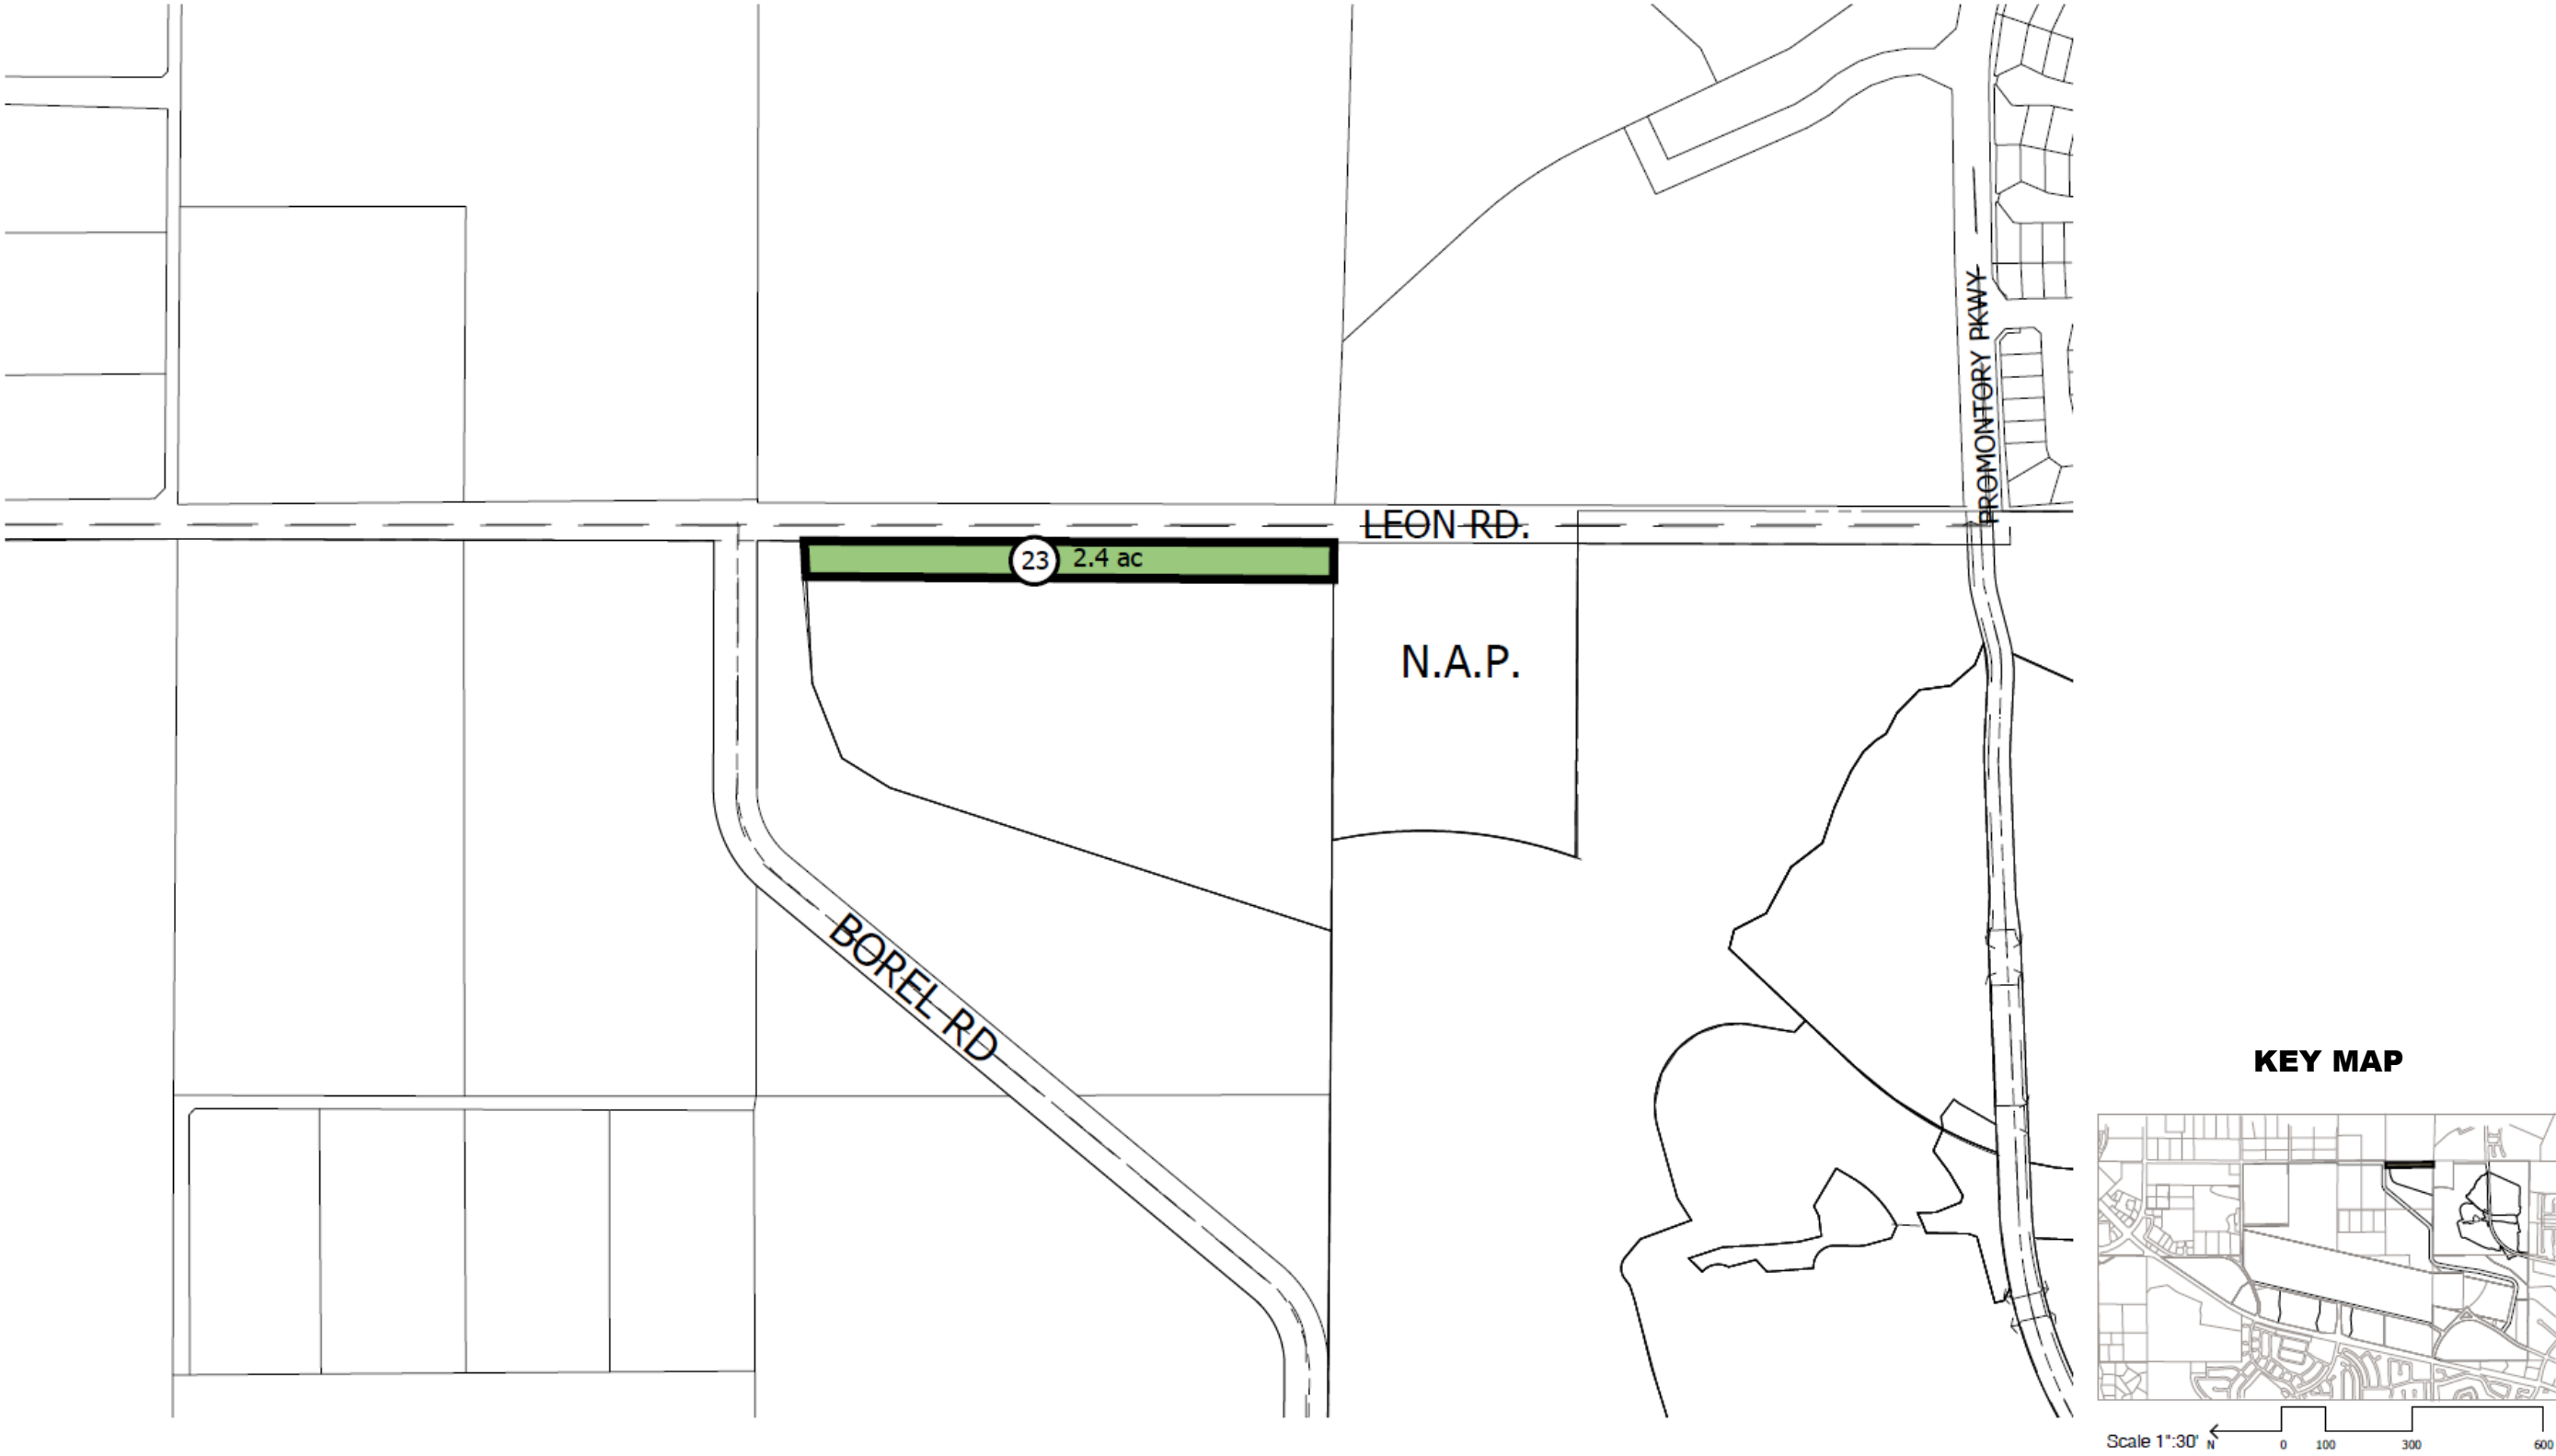 PROMONTORY PKWY
LEON RD.
23 2.4 ac
N.A.P.
BOREL RD
KEY MAP
Scale 1":30' N 0 100 300 600